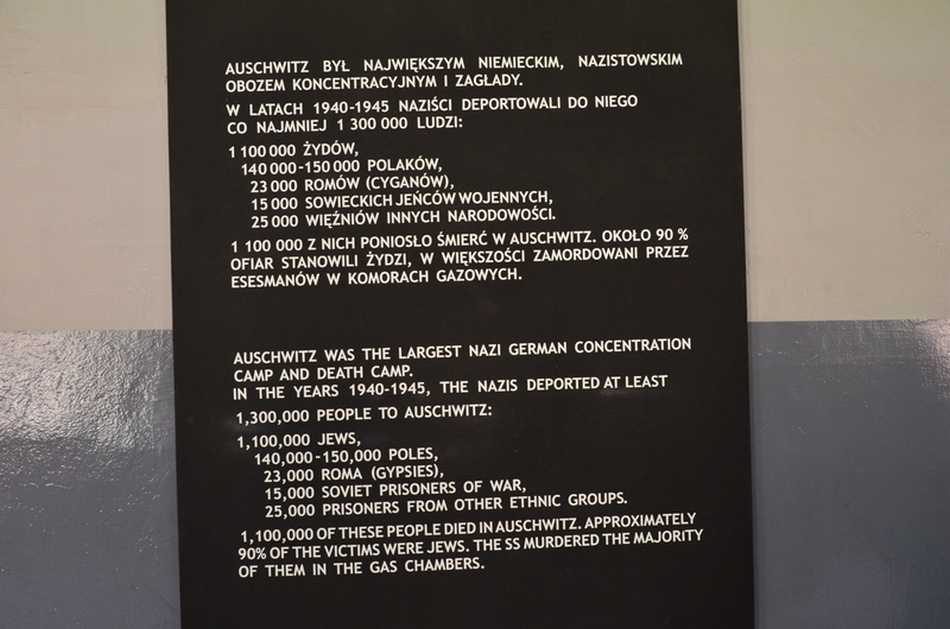 AUSCHWITZ BYŁ NAJWIĘKSZYM NIEMIECKIM, NAZISTOWSKIM
OBOZEM KONCENTRACYJNYM I ZAGŁADY.
W LATACH 1940-1945 NAZIŚCI DEPORTOWALI DO NIEGO
CO NAJMNIEJ 1 300 000 LUDZI:
1 100 000 ŻYDÓW,
140 000-150 000 POLAKÓW,
23 000 ROMÓW (CYGANÓW),
15 000 SOWIECKICH JEŃCÓW WOJENNYCH,
25 000 WIĘŹNIÓW INNYCH NARODOWOŚCI.
1 100 000 Z NICH PONIOSŁO ŚMIERĆ W AUSCHWITZ. OKOŁO 90 %
OFIAR STANOWILI ŻYDZI, W WIĘKSZOŚCI ZAMORDOWANI PRZEZ
ESESMANÓW W KOMORACH GAZOWYCH.
AUSCHWITZ WAS THE LARGEST NAZI GERMAN CONCENTRATION
CAMP AND DEATH CAMP.
IN THE YEARS 1940-1945, THE NAZIS DEPORTED AT LEAST
1,300,000 PEOPLE TO AUSCHWITZ:
1,100,000 JEWS,
140,000-150,000 POLES,
23,000 ROMA (GYPSIES),
15,000 SOVIET PRISONERS OF WAR,
25,000 PRISONERS FROM OTHER ETHNIC GROUPS.
1,100,000 OF THESE PEOPLE DIED IN AUSCHWITZ. APPROXIMATELY
90% OF THE VICTIMS WERE JEWS. THE SS MURDERED THE MAJORITY
OF THEM IN THE GAS CHAMBERS.